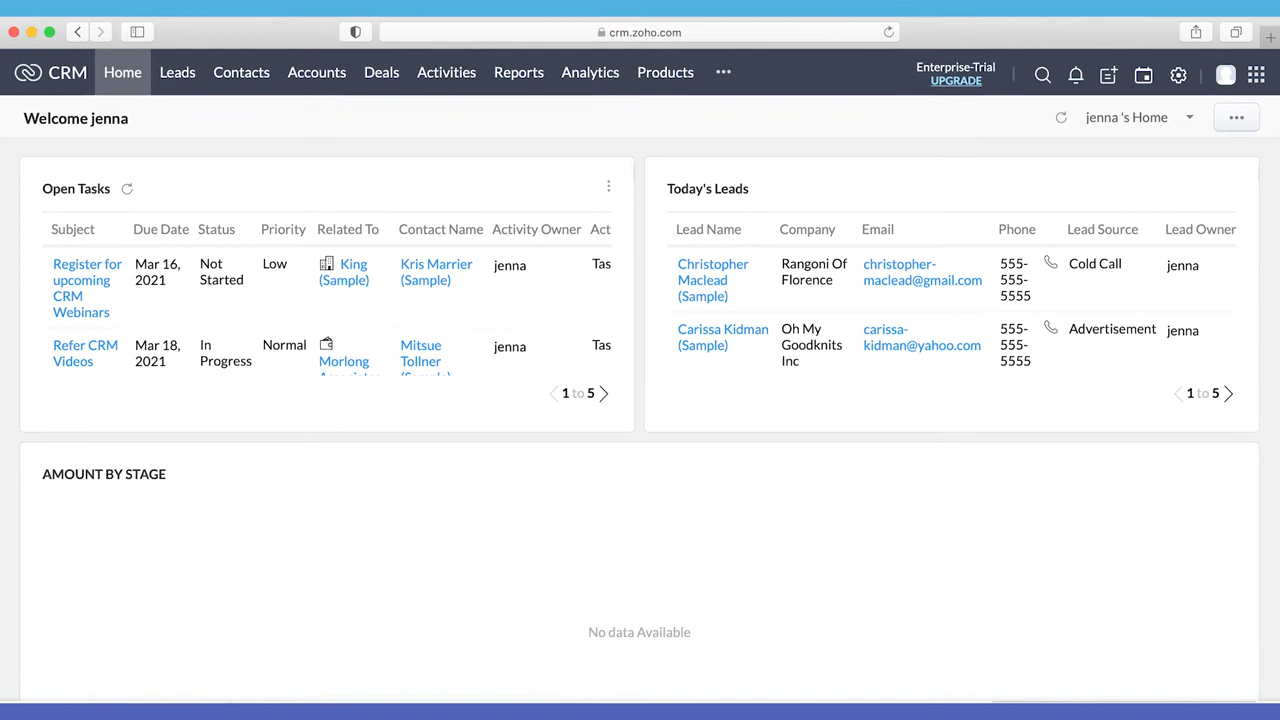 crm.zoho.com
CRM Home Leads Contacts Accounts Deals Activities Reports Analytics Products ••• Enterprise-Trial
UPGRADE
Welcome jenna
jenna 's Home
Open Tasks
Subject Due Date Status Priority Related To Contact Name Activity Owner Act
Register for Mar 16, Not Low King Kris Marrier jenna Tas
upcoming 2021 Started (Sample) (Sample)
CRM
Webinars
Refer CRM Mar 18, In Normal Mitsue jenna Tas
Videos 2021 Progress Morlong Tollner
(Sample)
1 to 5
Today's Leads
Lead Name Company Email Phone Lead Source Lead Owner
Christopher Rangoni Of christopher- 555- Cold Call jenna
Maclead Florence maclead@gmail.com 555-
(Sample) 5555
Carissa Kidman Oh My carissa- 555- Advertisement jenna
(Sample) Goodknits kidman@yahoo.com 555-
Inc 5555
1 to 5
AMOUNT BY STAGE
No data Available